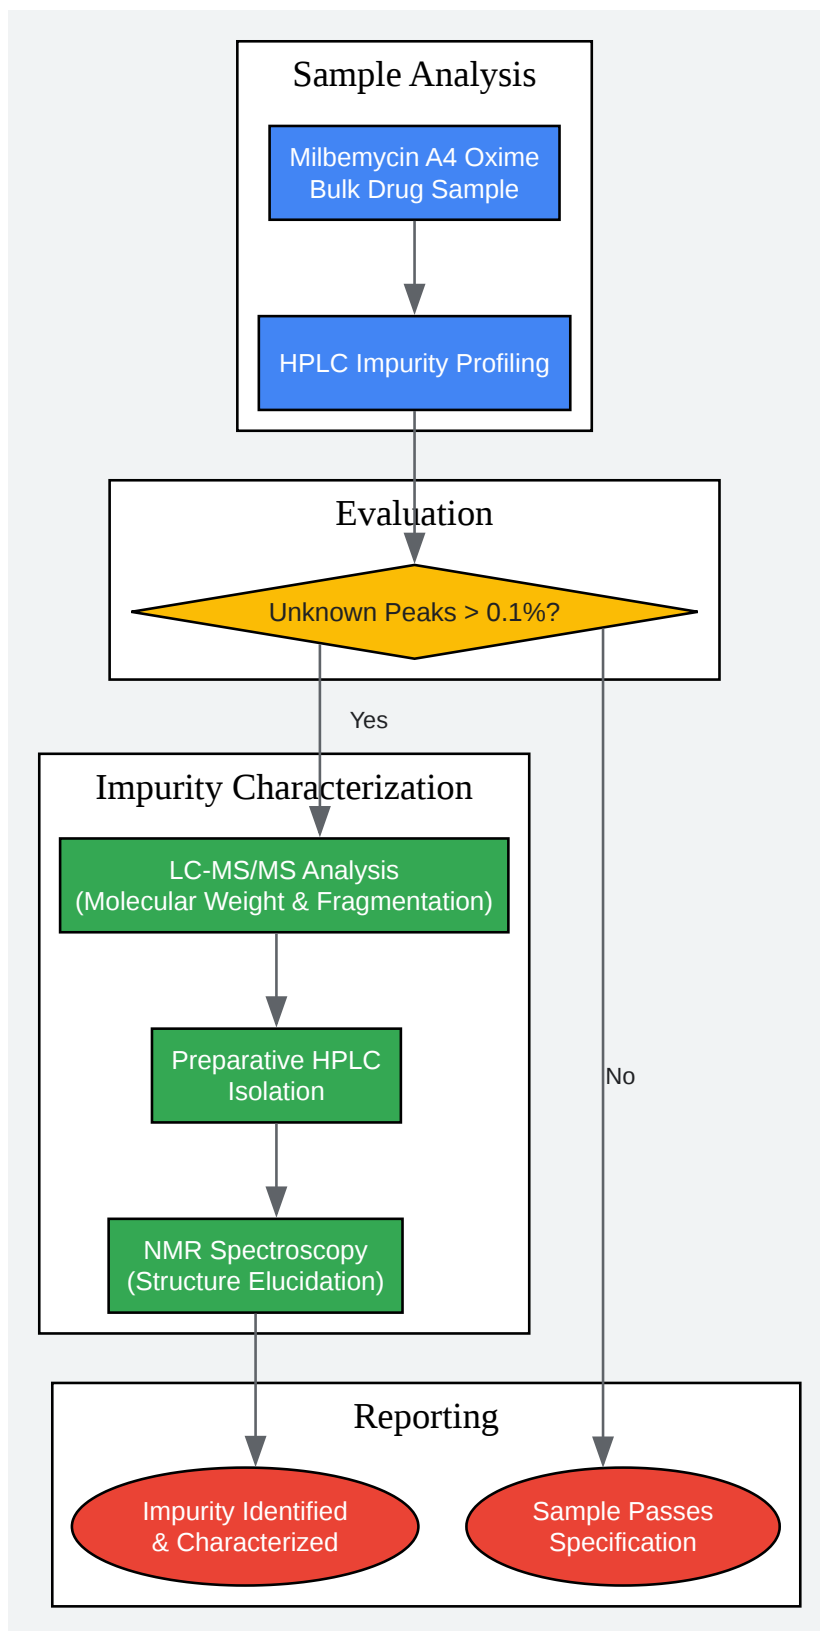 Sample Analysis
Milbemycin A4 Oxime
Bulk Drug Sample
HPLC Impurity Profiling
Evaluation
Unknown Peaks > 0.1%?
Yes
Impurity Characterization
LC-MS/MS Analysis
(Molecular Weight & Fragmentation)
Preparative HPLC
Isolation
No
NMR Spectroscopy
(Structure Elucidation)
Reporting
Impurity Identified
& Characterized
Sample Passes
Specification